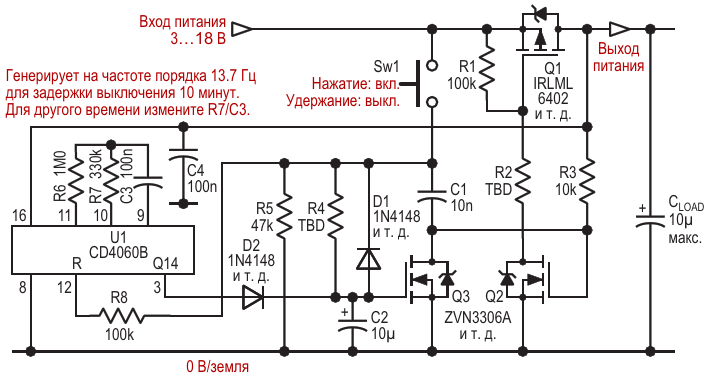 Вход питания
3...18 В
Выход
питания
Sw1
Нажатие: вкл.
Удержание: выкл.
R1
100k
Q1
IRLML
6402
и т. д.
Генерирует на частоте порядка 13.7 Гц
для задержки выключения 10 минут.
Для другого времени измените R7/C3.
R6 1M0
R7 330k
C3 100n
C4
100n
R5
47k
R4
TBD
D1
1N4148
и т. д.
C1
10n
R2
TBD
R3
10k
+
CLOAD
10µ
макс.
16
11
10
9
U1
CD4060B
R
Q14
8
12
3
D2
1N4148
и т. д.
R8
100k
+
C2
10µ
Q3
Q2
ZVN3306A
и т. д.
0 В/земля